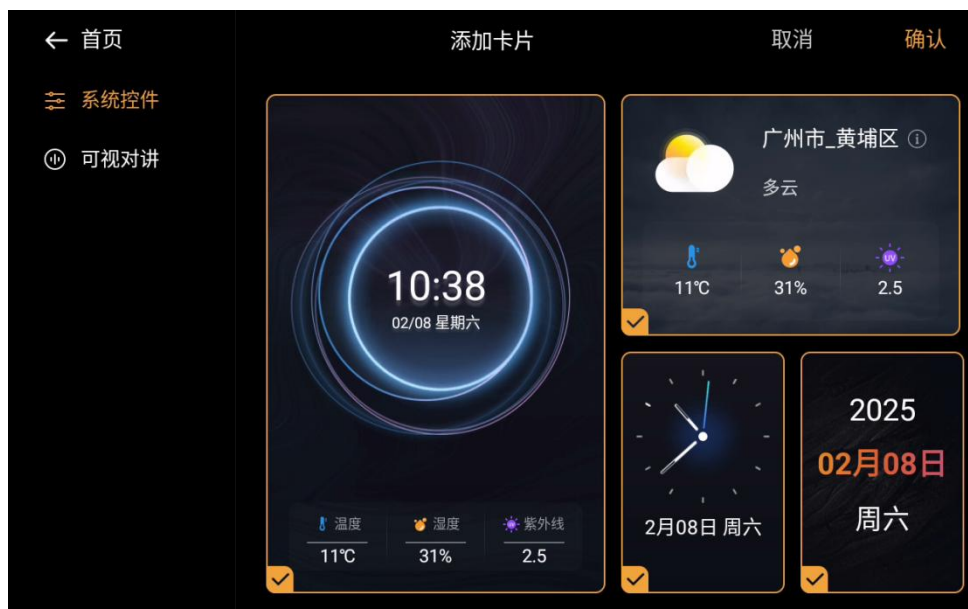 首页
添加卡片
取消
确认
系统控件
可视对讲
10:38
02/08 星期六
温度
湿度
紫外线
11℃
31%
2.5
广州市_黄埔区
多云
UV
11℃
31%
2.5
2月08日 周六
2025
02月08日
周六